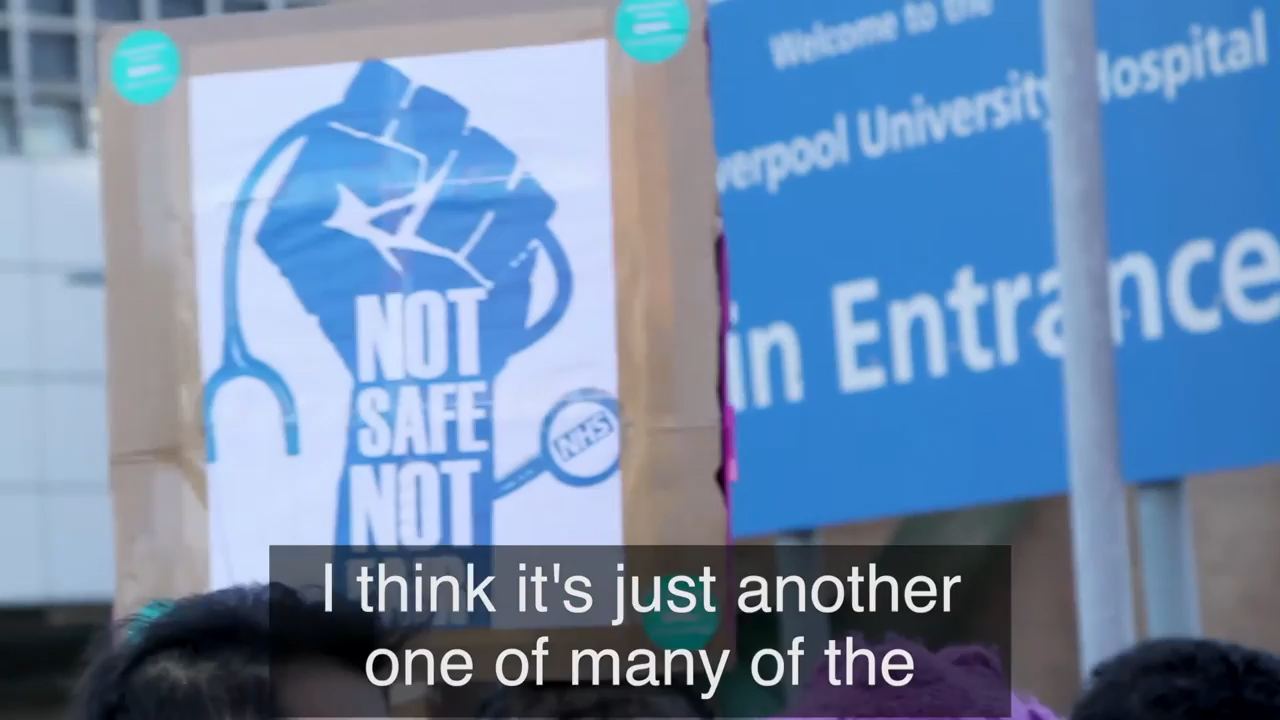 Welcome to the
verpool University Hospital
in Entrance
NOT
SAFE
NOT
NHS
I think it's just another
one of many of the